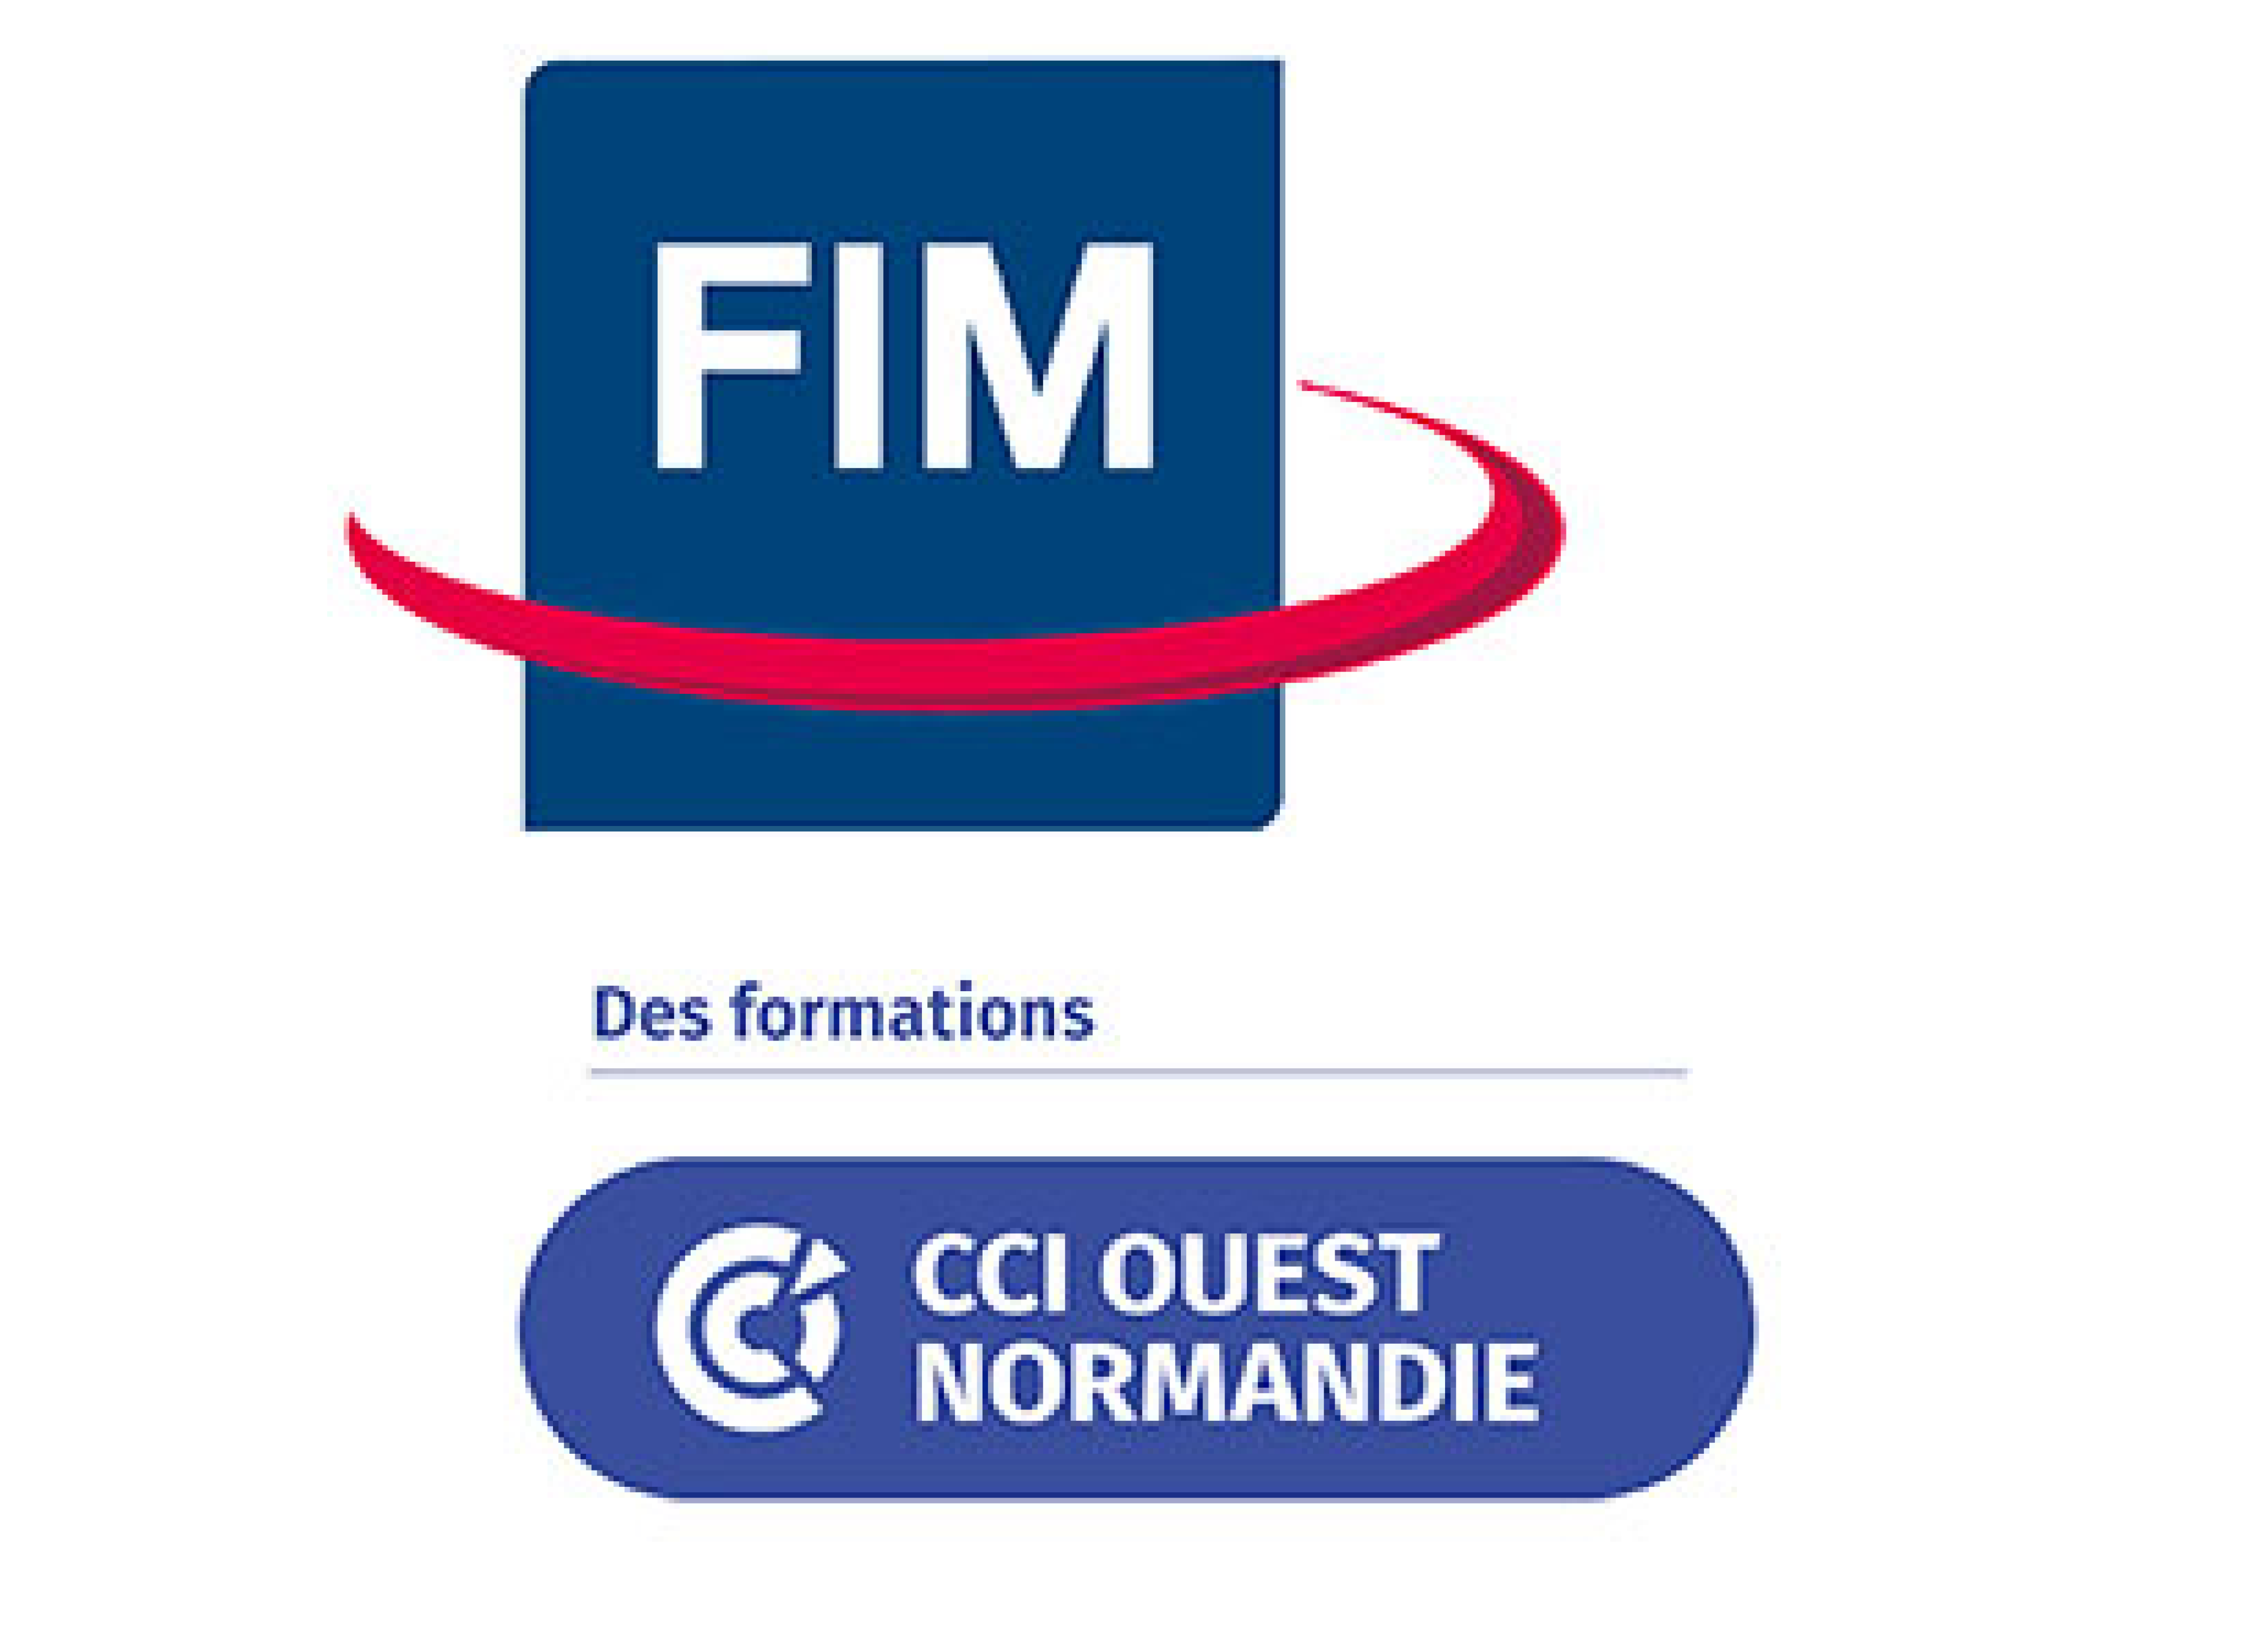 FIM
Des formations
CCI OUEST
NORMANDIE